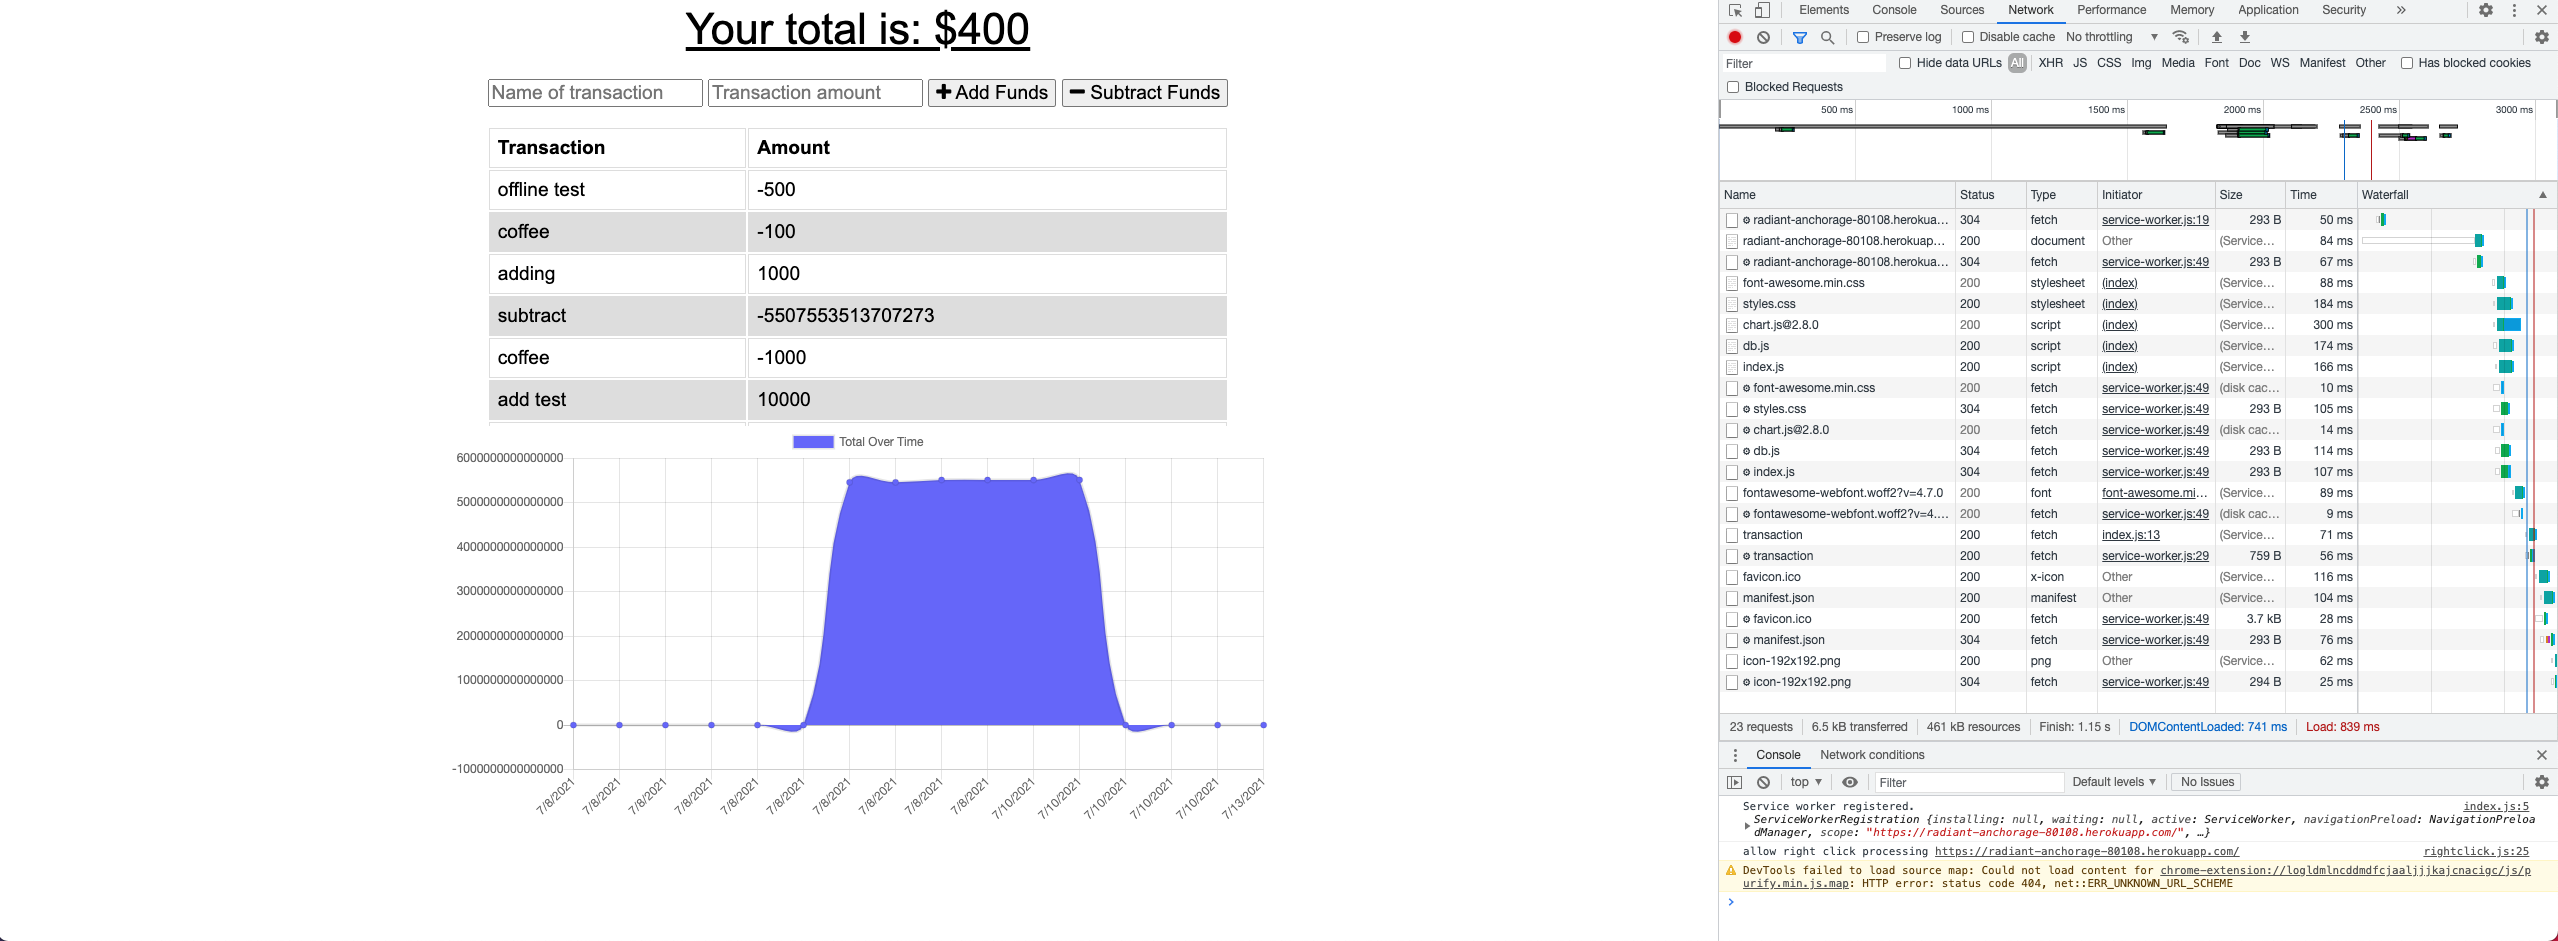 Your total is: $400
Name of transaction Transaction amount Add Funds Subtract Funds
Transaction Amount
offline test -500
coffee -100
adding 1000
subtract -5507553513707273
coffee -1000
add test 10000
Total Over Time
6000000000000000
5000000000000000
4000000000000000
3000000000000000
2000000000000000
1000000000000000
0
-1000000000000000
7/8/2021 7/8/2021 7/8/2021 7/8/2021 7/8/2021 7/8/2021 7/8/2021 7/8/2021 7/8/2021 7/8/2021 7/10/2021 7/10/2021 7/10/2021 7/10/2021 7/10/2021 7/13/2021
Elements Console Sources Network Performance Memory Application Security
Preserve log Disable cache No throttling
Filter Hide data URLs All XHR JS CSS Img Media Font Doc WS Manifest Other Has blocked cookies
Blocked Requests
500 ms 1000 ms 1500 ms 2000 ms 2500 ms 3000 ms
Name Status Type Initiator Size Time Waterfall
radiant-anchorage-80108.herokua... 304 fetch service-worker.js:19 293 B 50 ms
radiant-anchorage-80108.herokuap... 200 document Other (Service... 84 ms
radiant-anchorage-80108.herokua... 304 fetch service-worker.js:49 293 B 67 ms
font-awesome.min.css 200 stylesheet (index) (Service... 88 ms
styles.css 200 stylesheet (index) (Service... 184 ms
chart.js@2.8.0 200 script (index) (Service... 300 ms
db.js 200 script (index) (Service... 174 ms
index.js 200 script (index) (Service... 166 ms
font-awesome.min.css 200 fetch service-worker.js:49 (disk cac... 10 ms
styles.css 304 fetch service-worker.js:49 293 B 105 ms
chart.js@2.8.0 200 fetch service-worker.js:49 (disk cac... 14 ms
db.js 304 fetch service-worker.js:49 293 B 114 ms
index.js 304 fetch service-worker.js:49 293 B 107 ms
fontawesome-webfont.woff2?v=4.7.0 200 font font-awesome.mi... (Service... 89 ms
fontawesome-webfont.woff2?v=4.... 200 fetch service-worker.js:49 (disk cac... 9 ms
transaction 200 fetch index.js:13 (Service... 71 ms
transaction 200 fetch service-worker.js:29 759 B 56 ms
favicon.ico 200 x-icon Other (Service... 116 ms
manifest.json 200 manifest Other (Service... 104 ms
favicon.ico 200 fetch service-worker.js:49 3.7 kB 28 ms
manifest.json 304 fetch service-worker.js:49 293 B 76 ms
icon-192x192.png 200 png Other (Service... 62 ms
icon-192x192.png 304 fetch service-worker.js:49 294 B 25 ms
23 requests 6.5 kB transferred 461 kB resources Finish: 1.15 s DOMContentLoaded: 741 ms Load: 839 ms
Console Network conditions
top Filter Default levels No Issues
Service worker registered. index.js:5
ServiceWorkerRegistration {installing: null, waiting: null, active: ServiceWorker, navigationPreload: NavigationPreloa
dManager, scope: "https://radiant-anchorage-80108.herokuapp.com/", …}
allow right click processing https://radiant-anchorage-80108.herokuapp.com/ rightclick.js:25
DevTools failed to load source map: Could not load content for chrome-extension://logldmlncddmdfcjaaljjjkajcnacigc/js/p
urify.min.js.map: HTTP error: status code 404, net::ERR_UNKNOWN_URL_SCHEME